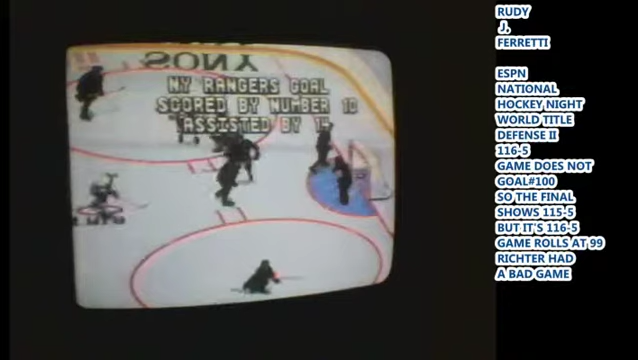 SONY
NY RANGERS GOAL
SCORED BY NUMBER 10
ASSISTED BY 14
RUDY
J.
FERRETTI
ESPN
NATIONAL
HOCKEY NIGHT
WORLD TITLE
DEFENSE II
116-5
GAME DOES NOT
GOAL#100
SO THE FINAL
SHOWS 115-5
BUT IT'S 116-5
GAME ROLLS AT 99
RICHTER HAD
A BAD GAME